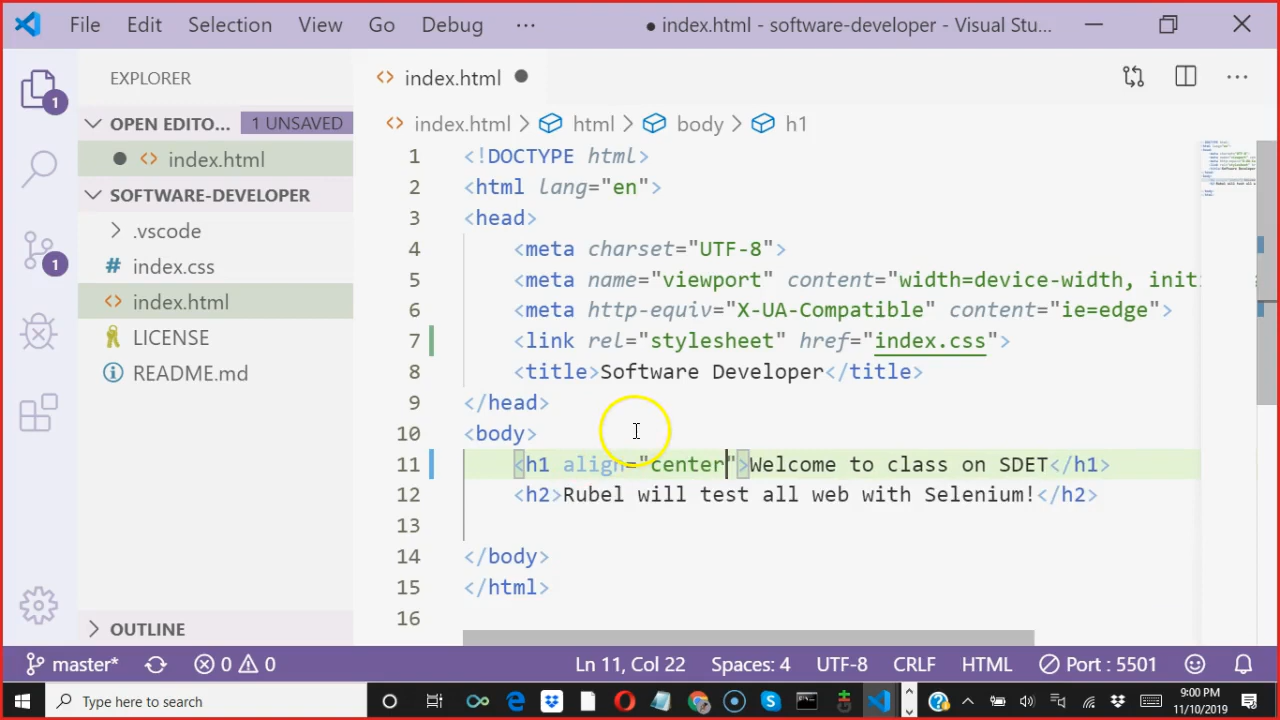 File Edit Selection View Go Debug ··· ● index.html - software-developer - Visual Stu...
EXPLORER
OPEN EDITO... 1 UNSAVED
index.html
SOFTWARE-DEVELOPER
.vscode
index.css
index.html
LICENSE
README.md
OUTLINE
index.html
index.html > html > body > h1
1 <!DOCTYPE html>
2 <html lang="en">
3 <head>
4 <meta charset="UTF-8">
5 <meta name="viewport" content="width=device-width, initi
6 <meta http-equiv="X-UA-Compatible" content="ie=edge">
7 <link rel="stylesheet" href="index.css">
8 <title>Software Developer</title>
9 </head>
10 <body>
11 <h1 align="center">Welcome to class on SDET</h1>
12 <h2>Rubel will test all web with Selenium!</h2>
13
14 </body>
15 </html>
16
1
1
master* 0 0 Ln 11, Col 22 Spaces: 4 UTF-8 CRLF HTML Port : 5501
Type here to search
9:00 PM
11/10/2019